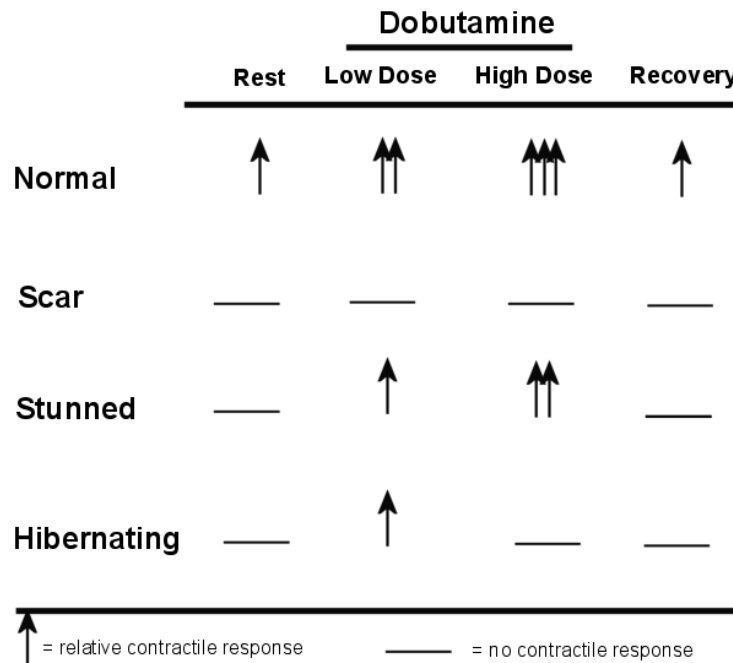 Dobutamine
Rest Low Dose High Dose Recovery
Normal
Scar
Stunned
Hibernating
= relative contractile response = no contractile response